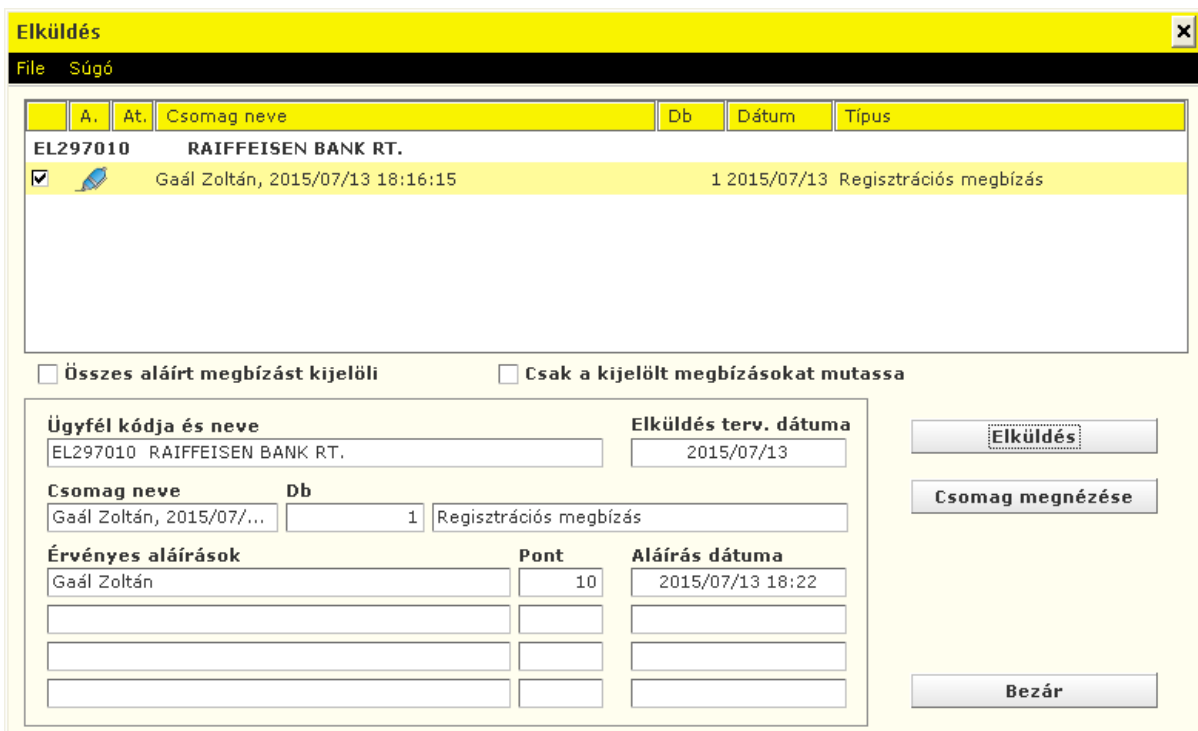 Elküldés
File Súgó
A. At. Csomag neve Db Dátum Típus
EL297010 RAIFFEISEN BANK RT.
Gaál Zoltán, 2015/07/13 18:16:15 1 2015/07/13 Regisztrációs megbízás
Összes aláírt megbízást kijelöli Csak a kijelölt megbízásokat mutassa
Ügyfél kódja és neve Elküldés terv. dátuma
EL297010 RAIFFEISEN BANK RT. 2015/07/13
Elküldés
Csomag neve Db
Gaál Zoltán, 2015/07/... 1 Regisztrációs megbízás
Csomag megnézése
Érvényes aláírások Pont Aláírás dátuma
Gaál Zoltán 10 2015/07/13 18:22
Bezár